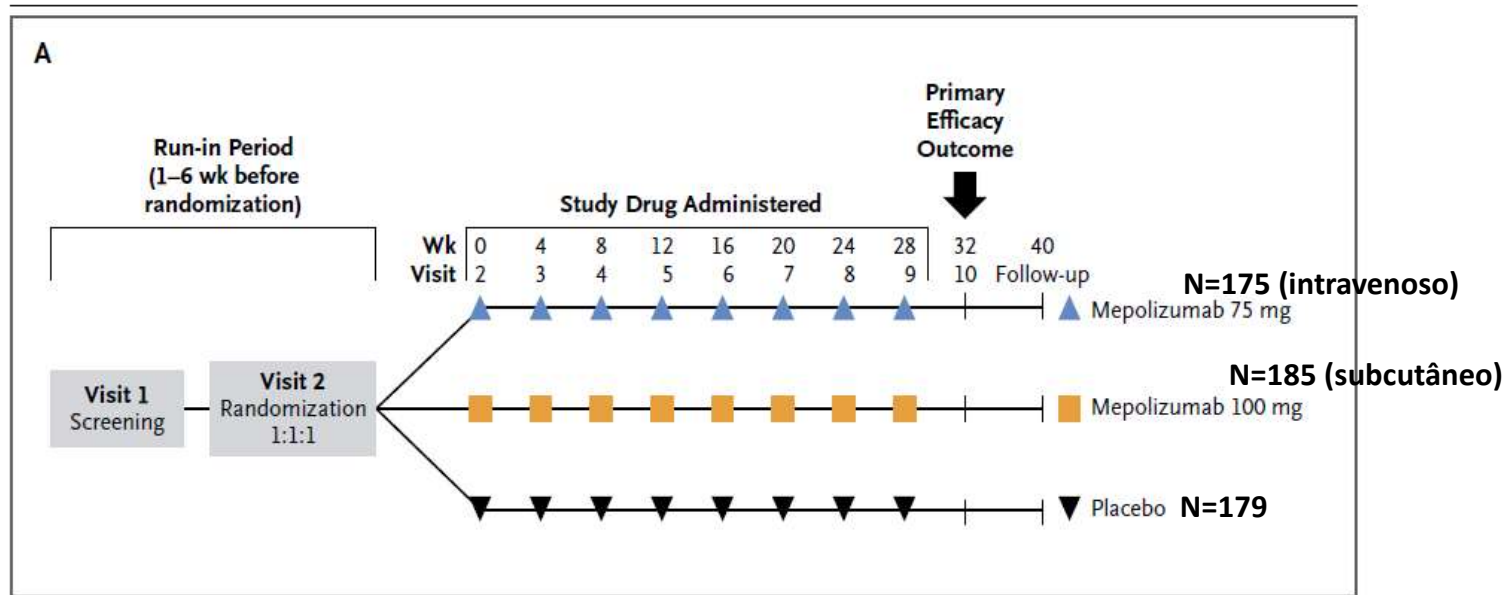 A
Primary
Efficacy
Outcome
Run-in Period
(1–6 wk before
randomization)
Study Drug Administered
Wk 0 4 8 12 16 20 24 28 32 40
Visit 2 3 4 5 6 7 8 9 10 Follow-up
N=175 (intravenoso)
Mepolizumab 75 mg
N=185 (subcutâneo)
Visit 1
Screening
Visit 2
Randomization
1:1:1
Mepolizumab 100 mg
Placebo N=179